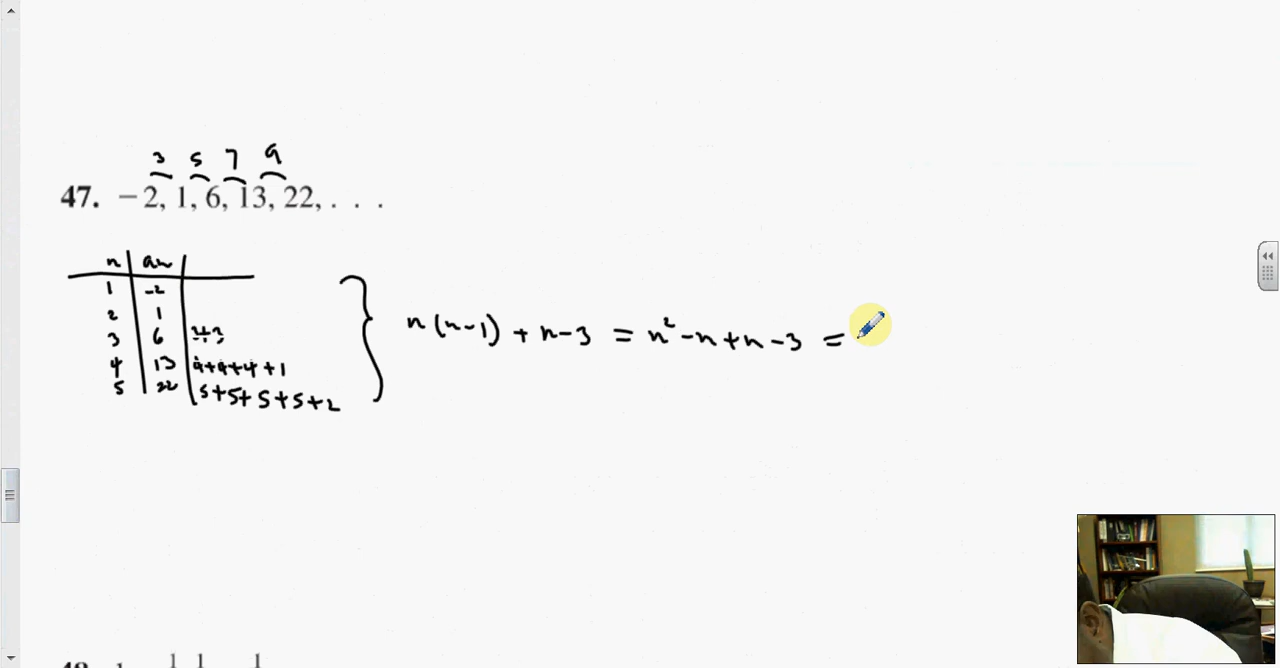 3 5 7 9
47. −2, 1, 6, 13, 22, . . .
n an
1 -2
2 1
3 6 3+3
4 13 4+4+4+1
5 22 5+5+5+5+2
n(n-1) + n-3 = n²-n+n-3 =